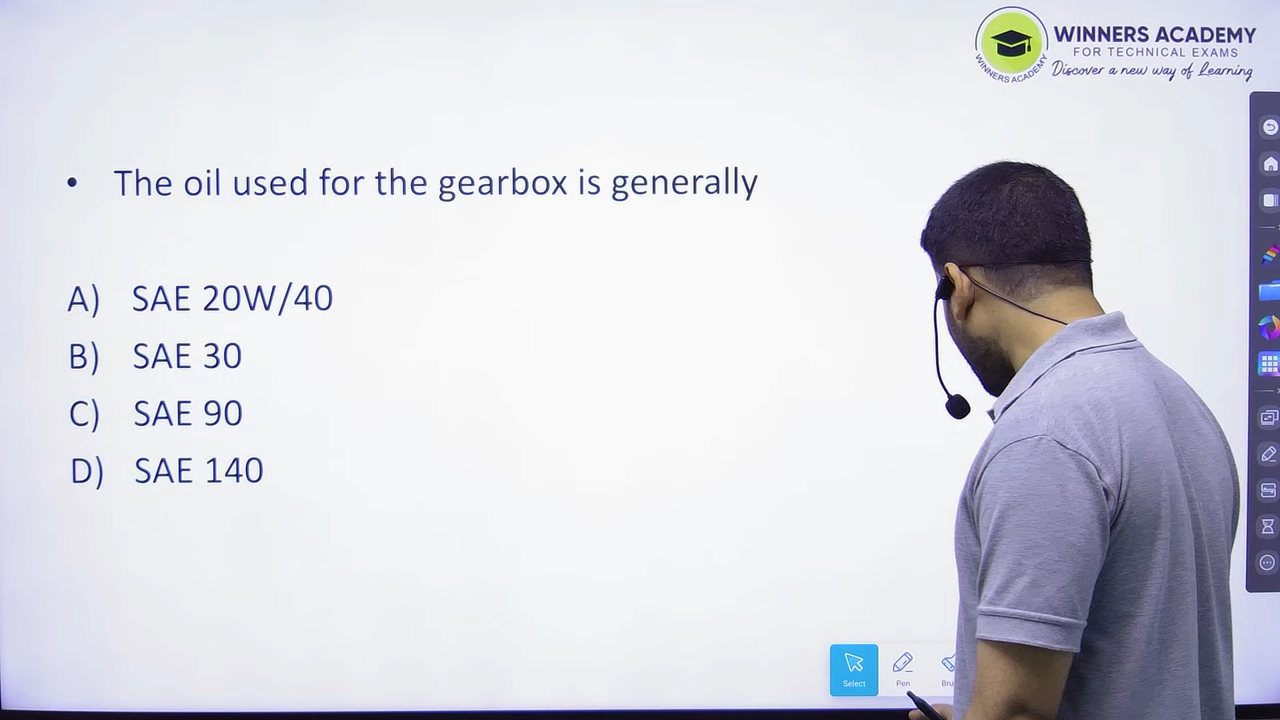 WINNERS ACADEMY
FOR TECHNICAL EXAMS
Discover a new way of Learning
WINNERS ACADEMY
• The oil used for the gearbox is generally
A) SAE 20W/40
B) SAE 30
C) SAE 90
D) SAE 140
Select
Pen
Bru